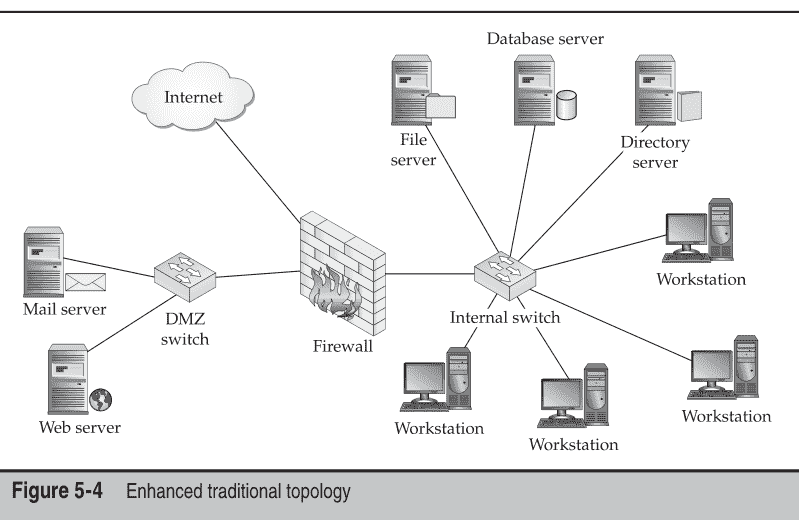 Database server
Internet
File
server
Directory
server
Workstation
Mail server
DMZ
switch
Internal switch
Firewall
Web server
Workstation
Workstation
Workstation
Figure 5-4 Enhanced traditional topology